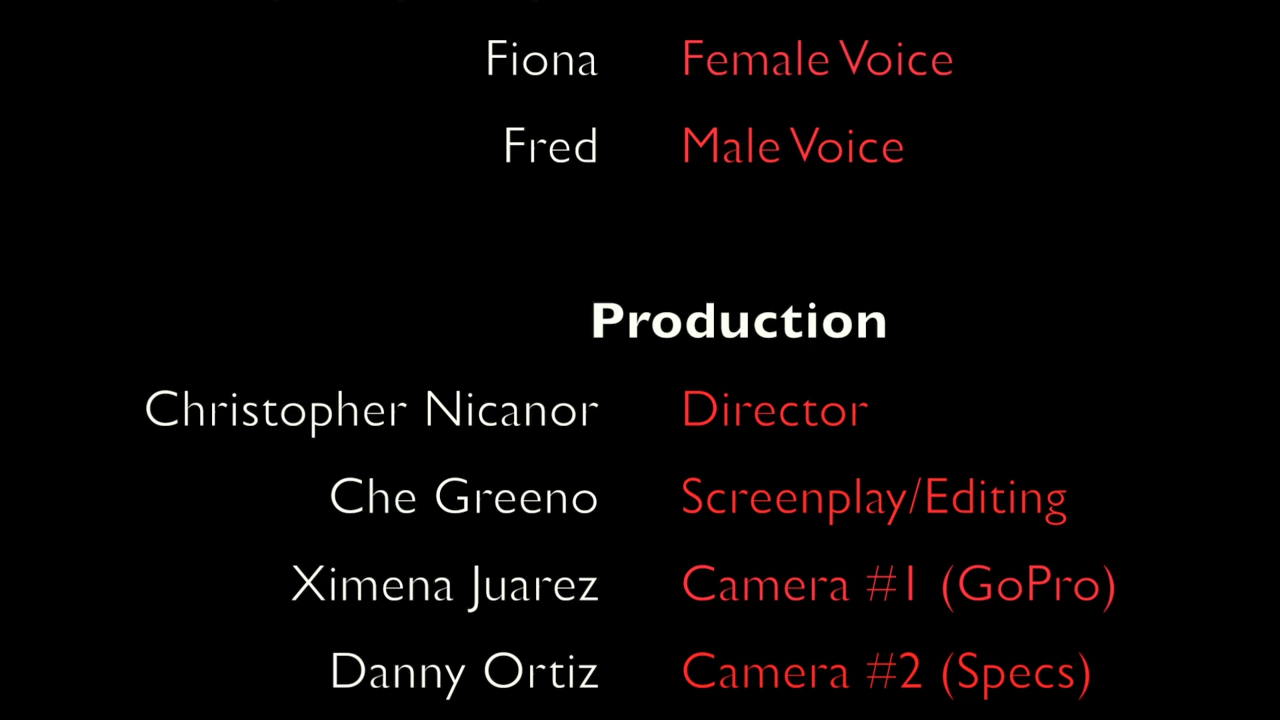 Fiona Female Voice
Fred Male Voice
Production
Christopher Nicanor Director
Che Greeno Screenplay/Editing
Ximena Juarez Camera #1 (GoPro)
Danny Ortiz Camera #2 (Specs)